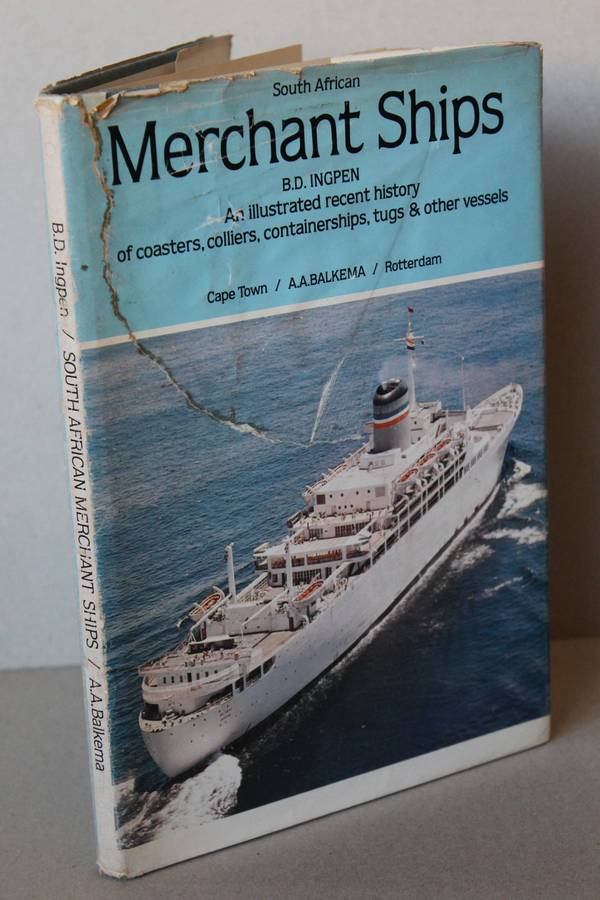 South African
Merchant Ships
B.D. INGPEN
An illustrated recent history
of coasters, colliers, containerships, tugs & other vessels
Cape Town / A.A.BALKEMA / Rotterdam
B.D. Ingpen / SOUTH AFRICAN MERCHANT SHIPS / A.A.Balkema